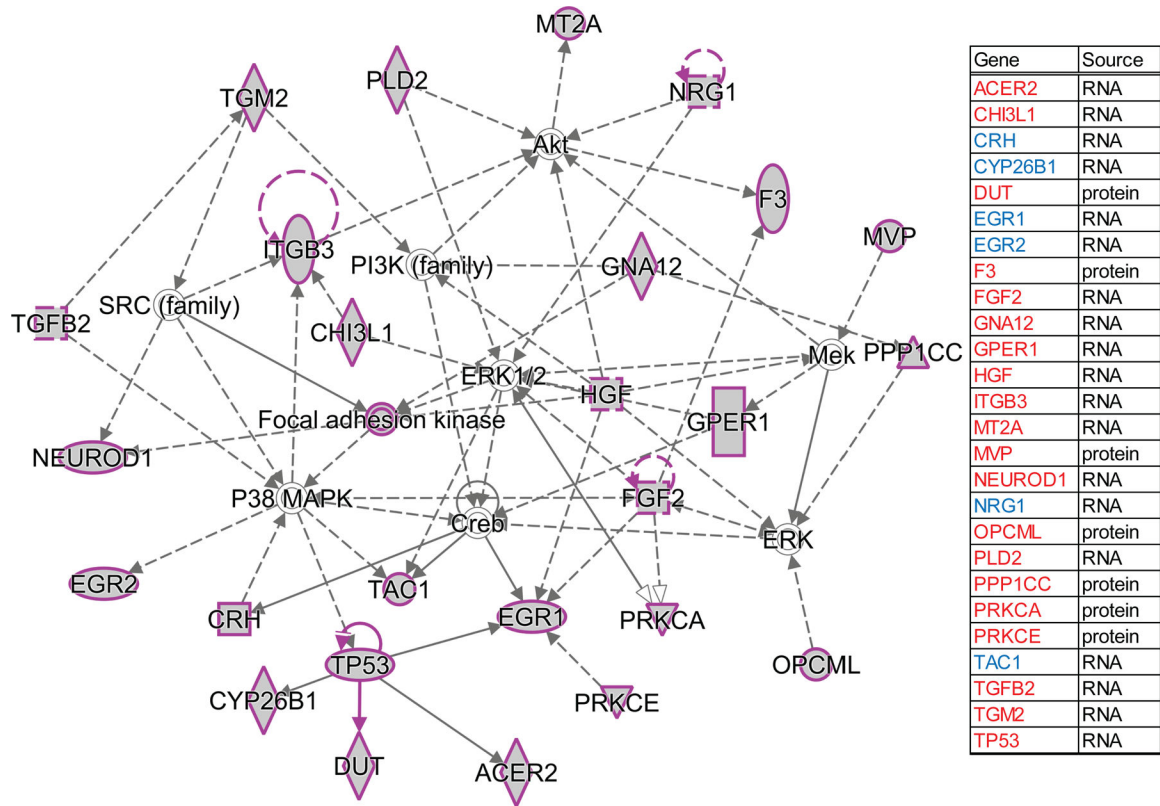 MT2A
PLD2
NRG1
TGM2
Akt
F3
ITGB3
MVP
PI3K (family)
GNA12
SRC (family)
TGFB2
CHI3L1
Mek
PPP1CC
ERK1/2
HGF
Focal adhesion kinase
GPER1
NEUROD1
P38 MAPK
FGF2
Creb
ERK
EGR2
TAC1
CRH
EGR1
PRKCA
TP53
OPCML
CYP26B1
PRKCE
DUT
ACER2
Gene Source
ACER2 RNA
CHI3L1 RNA
CRH RNA
CYP26B1 RNA
DUT protein
EGR1 RNA
EGR2 RNA
F3 protein
FGF2 RNA
GNA12 RNA
GPER1 RNA
HGF RNA
ITGB3 RNA
MT2A RNA
MVP protein
NEUROD1 RNA
NRG1 RNA
OPCML protein
PLD2 RNA
PPP1CC protein
PRKCA protein
PRKCE protein
TAC1 RNA
TGFB2 RNA
TGM2 RNA
TP53 RNA